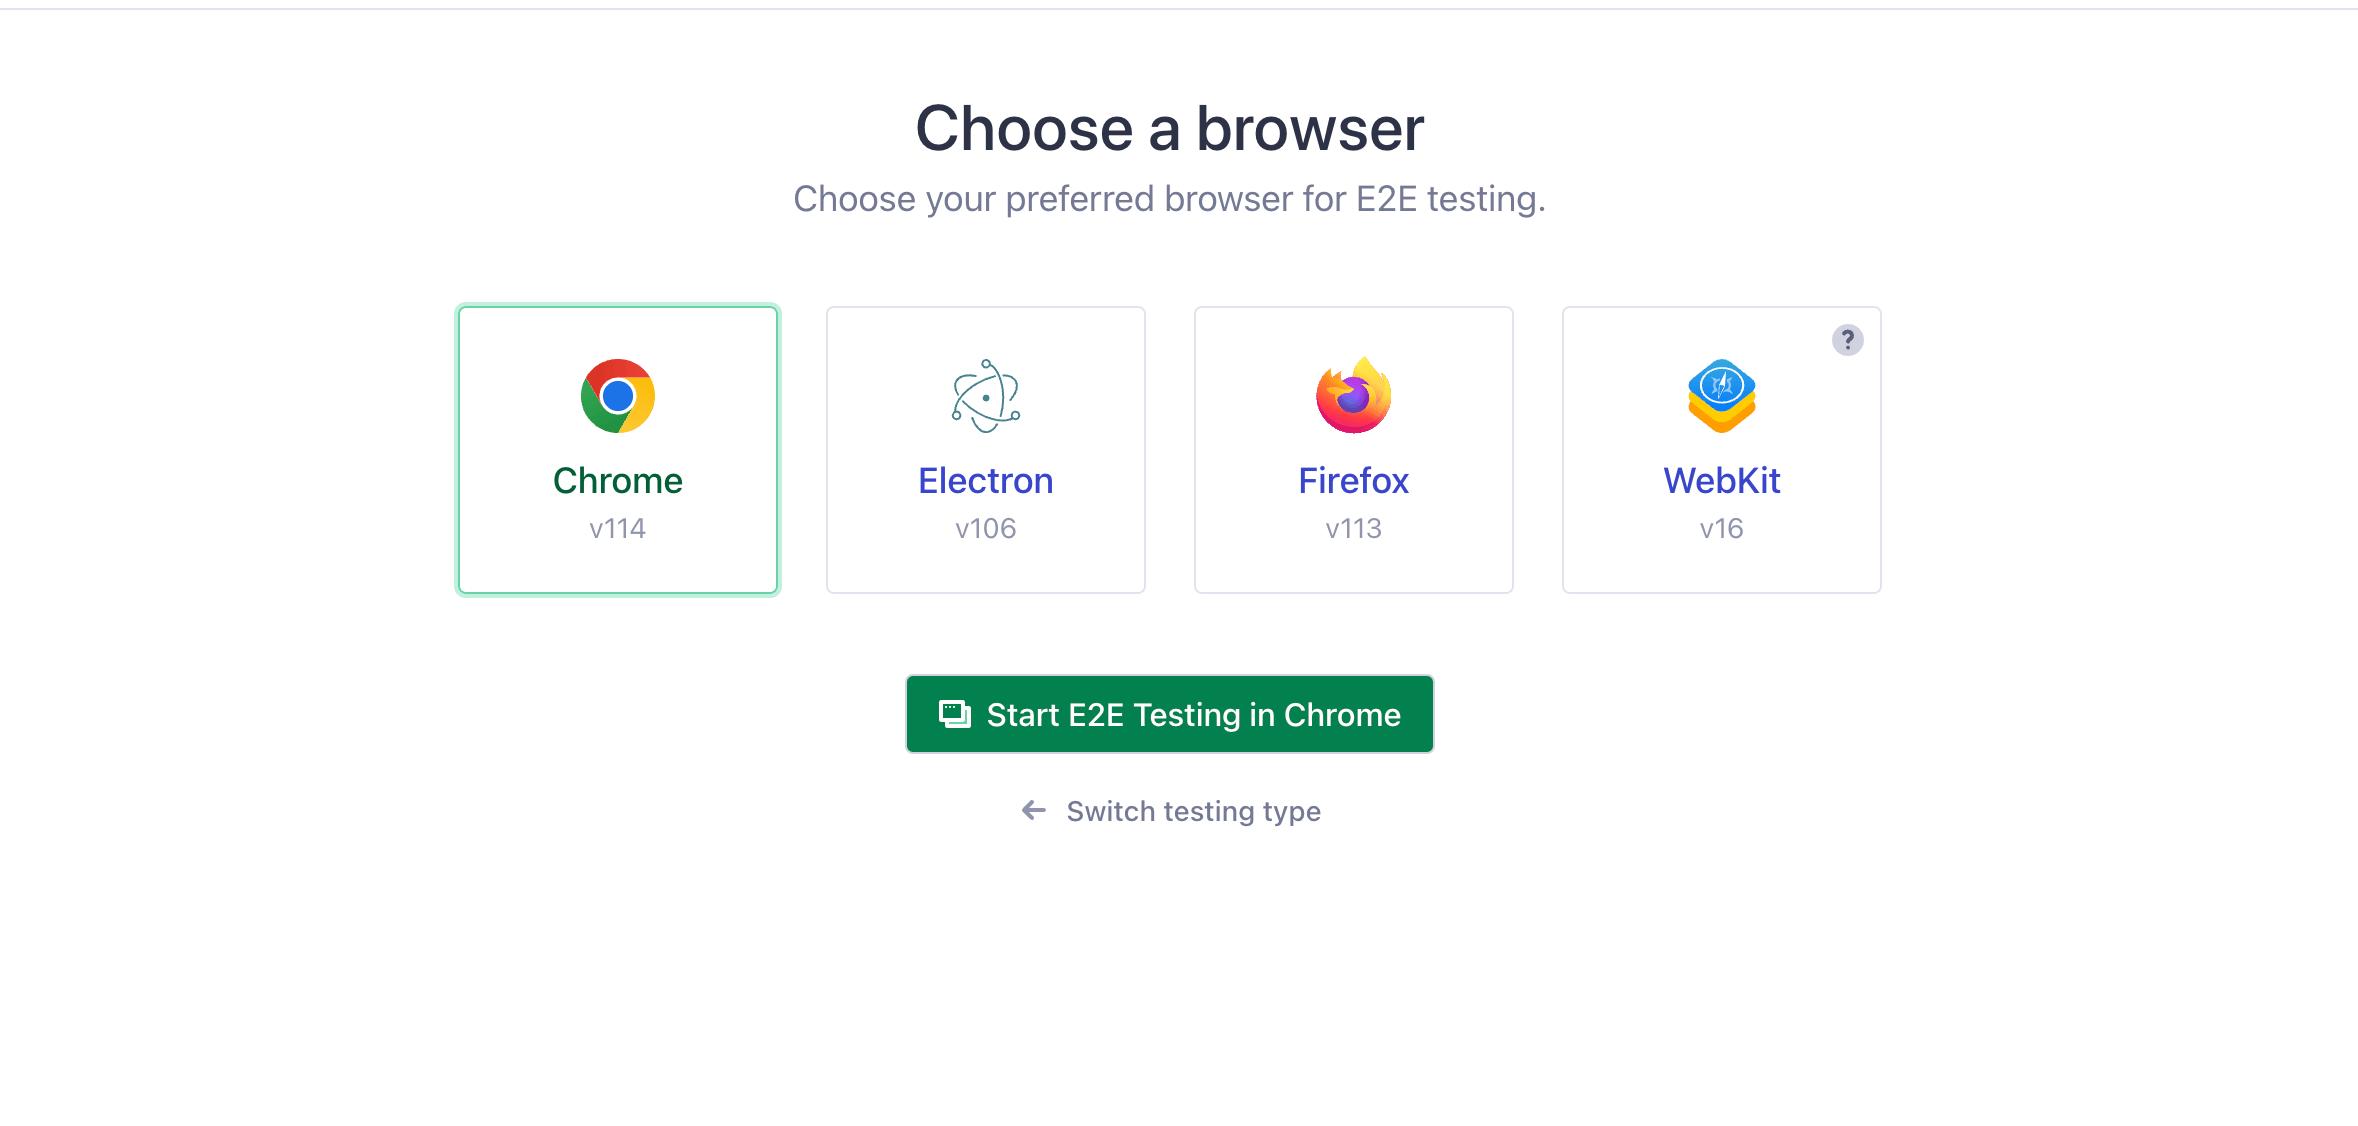 Choose a browser
Choose your preferred browser for E2E testing.
?
Chrome
v114
Electron
v106
Firefox
v113
WebKit
v16
Start E2E Testing in Chrome
← Switch testing type